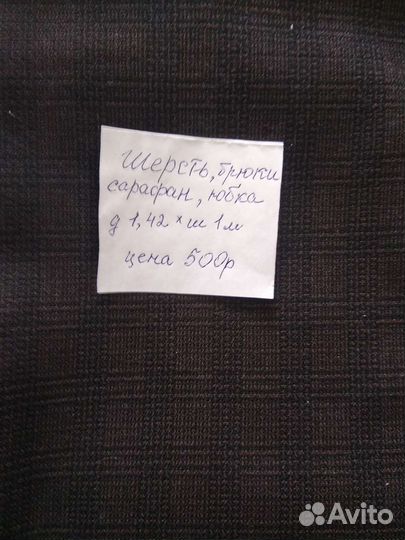 Шерсть, брюки
сарафан, юбка
д 1,42 × ш 1м
цена 500р
Avito